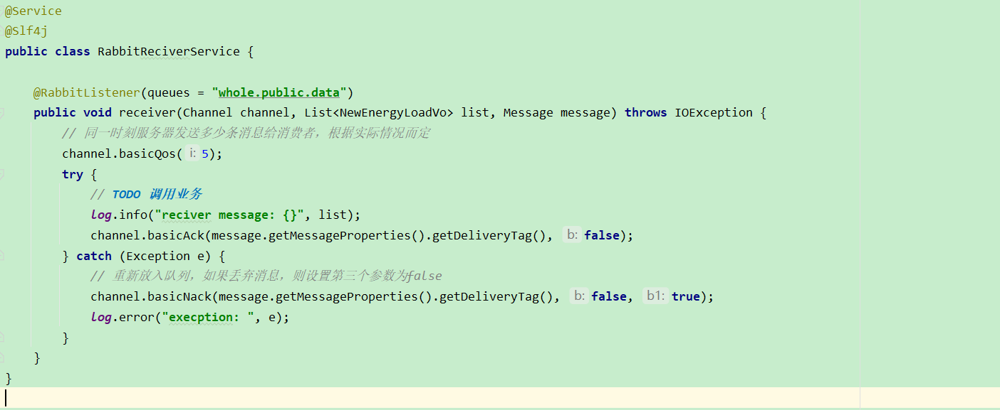 @Service
@Slf4j
public class RabbitReciverService {
@RabbitListener(queues = "whole.public.data")
public void receiver(Channel channel, List<NewEnergyLoadVo> list, Message message) throws IOException {
// 同一时刻服务器发送多少条消息给消费者，根据实际情况而定
channel.basicQos( i: 5);
try {
// TODO 调用业务
log.info("reciver message: {}", list);
channel.basicAck(message.getMessageProperties().getDeliveryTag(), b: false);
} catch (Exception e) {
// 重新放入队列，如果丢弃消息，则设置第三个参数为false
channel.basicNack(message.getMessageProperties().getDeliveryTag(), b: false, b1: true);
log.error("execption: ", e);
}
}
}